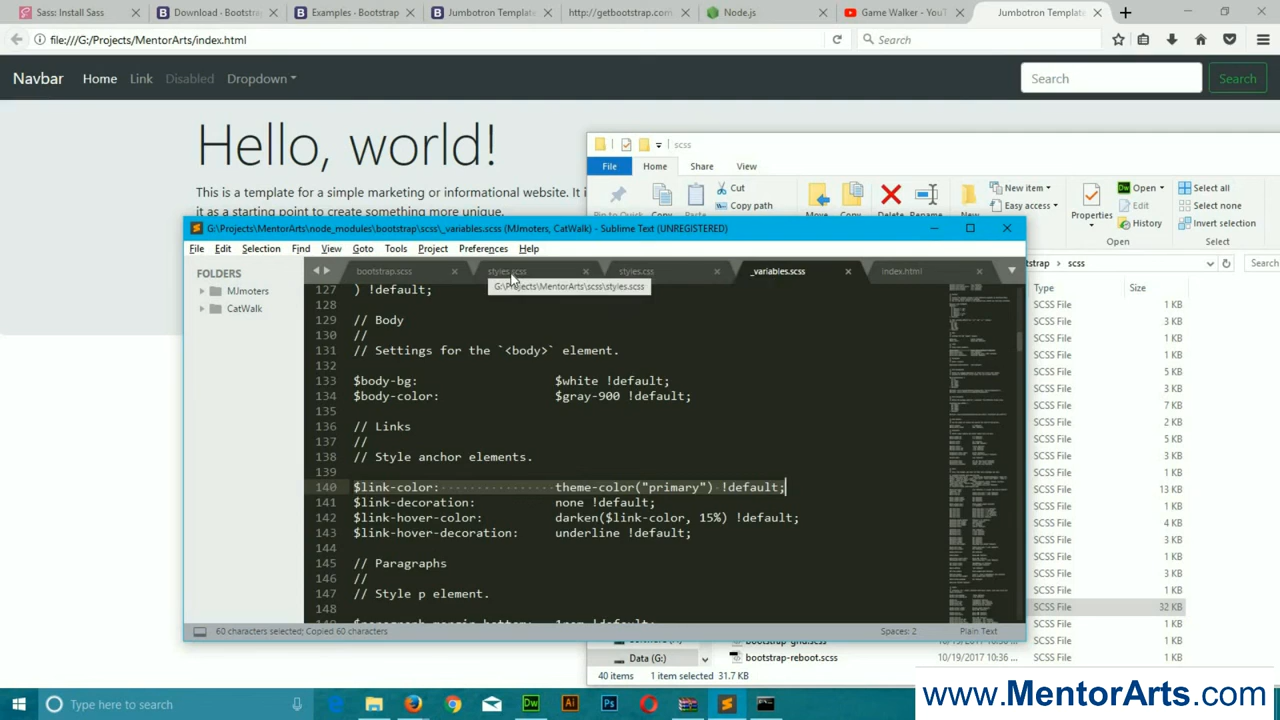 Sass: Install Sass
Download - Bootstrap
Examples - Bootstrap
Jumbotron Template
http://getbootstrap.com
Node.js
Game Walker - YouT
Jumbotron Template
file:///G:/Projects/MentorArts/index.html
Search
Navbar Home Link Disabled Dropdown
Search Search
Hello, world!
This is a template for a simple marketing or informational website. It i
it as a starting point to create something more unique.
scss
File Home Share View
Cut
Copy path
New item
Easy access
Properties
Open
Edit
History
Select all
Select none
Invert selection
Open Select
G:\Projects\MentorArts\node_modules\bootstrap\scss\_variables.scss (MJmoters, CatWalk) - Sublime Text (UNREGISTERED)
File Edit Selection Find View Goto Tools Project Preferences Help
bootstrap.scss styles.scss styles.css _variables.scss index.html
G:\Projects\MentorArts\scss\styles.scss
FOLDERS
MJmoters
CatWalk
127 ) !default;
129 // Body
130 //
131 // Settings for the `<body>` element.
132
133 $body-bg: $white !default;
134 $body-color: $gray-900 !default;
135
136 // Links
137 //
138 // Style anchor elements.
139
140 $link-color: theme-color("primary") !default;
141 $link-decoration: none !default;
142 $link-hover-color: darken($link-color, 15%) !default;
143 $link-hover-decoration: underline !default;
144
145 // Paragraphs
146 //
147 // Style p element.
148
60 characters selected; Copied 60 characters
Spaces: 2 Plain Text
strap scss Search
Type Size
SCSS File 1 KB
SCSS File 3 KB
SCSS File 1 KB
SCSS File 3 KB
SCSS File 1 KB
SCSS File 5 KB
SCSS File 3 KB
SCSS File 7 KB
SCSS File 2 KB
SCSS File 1 KB
SCSS File 6 KB
SCSS File 1 KB
SCSS File 1 KB
SCSS File 1 KB
SCSS File 2 KB
SCSS File 3 KB
SCSS File 4 KB
SCSS File 3 KB
SCSS File 1 KB
SCSS File
SCSS File 1 KB
10/19/2017 10:36 ... SCSS File 1 KB
bootstrap-reboot.scss 10/19/2017 10:36 ... SCSS File 1 KB
Data (G:)
40 items 1 item selected 31.7 KB
Type here to search
www.MentorArts.com